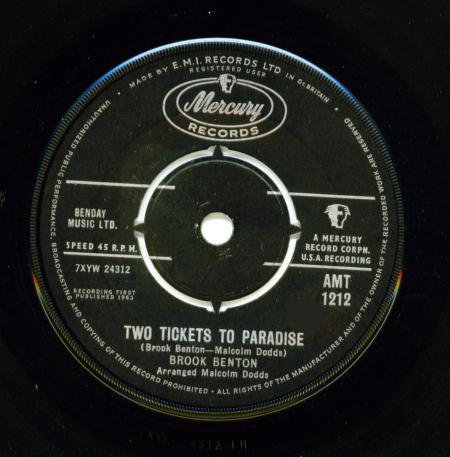 MADE BY E.M.I. RECORDS LTD IN GT. BRITAIN
REGISTERED USER
Mercury
RECORDS
BENDAY
MUSIC LTD.
SPEED 45 R.P.M.
7XYW 24312
RECORDING FIRST
PUBLISHED 1963
A MERCURY
RECORD CORPN.
U.S.A. RECORDING
AMT
1212
TWO TICKETS TO PARADISE
(Brook Benton—Malcolm Dodds)
BROOK BENTON
Arranged Malcolm Dodds
UNAUTHORIZED PUBLIC PERFORMANCE, BROADCASTING AND COPYING OF THIS RECORD PROHIBITED · ALL RIGHTS OF THE MANUFACTURER AND OF THE OWNER OF THE RECORDED WORK ARE RESERVED